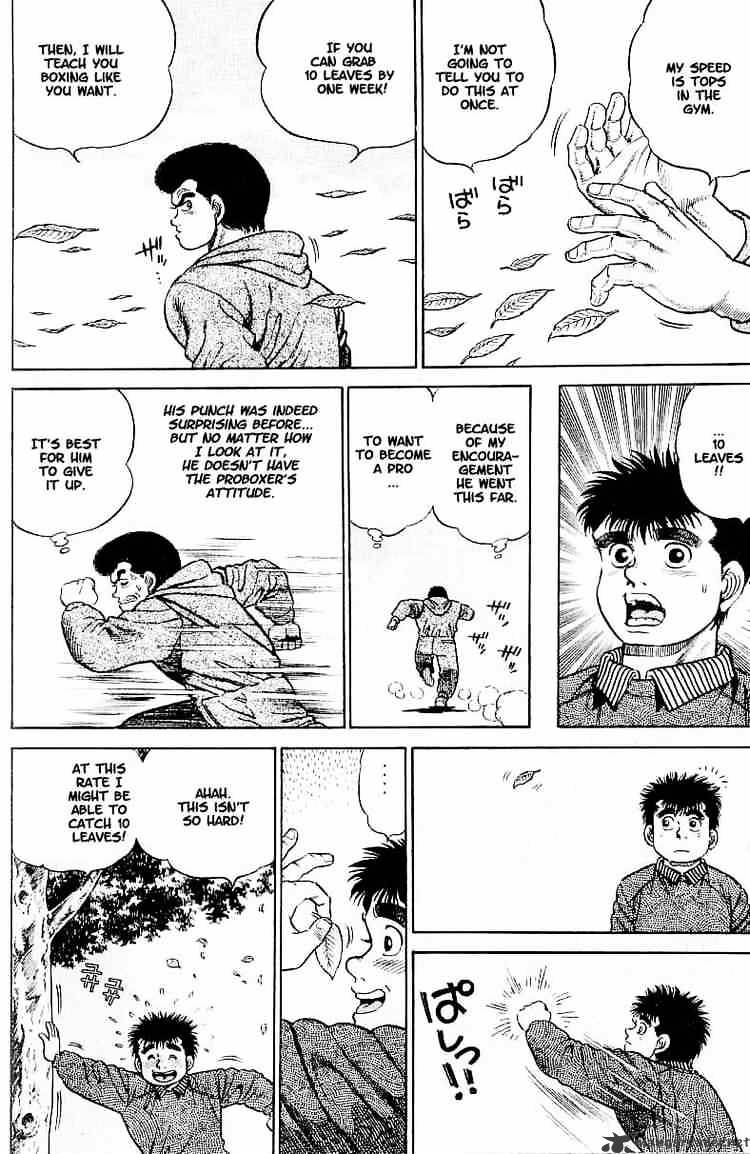 MY SPEED
IS TOPS
IN THE
GYM.
I'M NOT
GOING TO
TELL YOU TO
DO THIS AT
ONCE.
ばら
ばら
IF YOU
CAN GRAB
10 LEAVES BY
ONE WEEK!
THEN, I WILL
TEACH YOU
BOXING LIKE
YOU WANT.
...
10
LEAVES
!!
BECAUSE
OF MY
ENCOURA-
GEMENT
HE WENT
THIS FAR.
TO WANT
TO BECOME
A PRO
...
HIS PUNCH WAS INDEED
SURPRISING BEFORE...
BUT NO MATTER HOW
I LOOK AT IT,
HE DOESN'T HAVE
THE PROBOXER'S
ATTITUDE.
IT'S BEST
FOR HIM
TO GIVE
IT UP.
ぱしっ!!
....
AHAH.
THIS ISN'T
SO HARD!
AT THIS
RATE I
MIGHT BE
ABLE TO
CATCH 10
LEAVES!